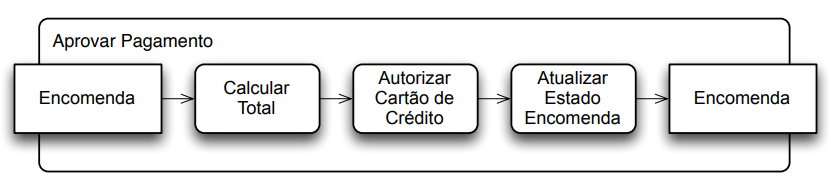 Aprovar Pagamento
Encomenda
Calcular
Total
Autorizar
Cartão de
Crédito
Atualizar
Estado
Encomenda
Encomenda